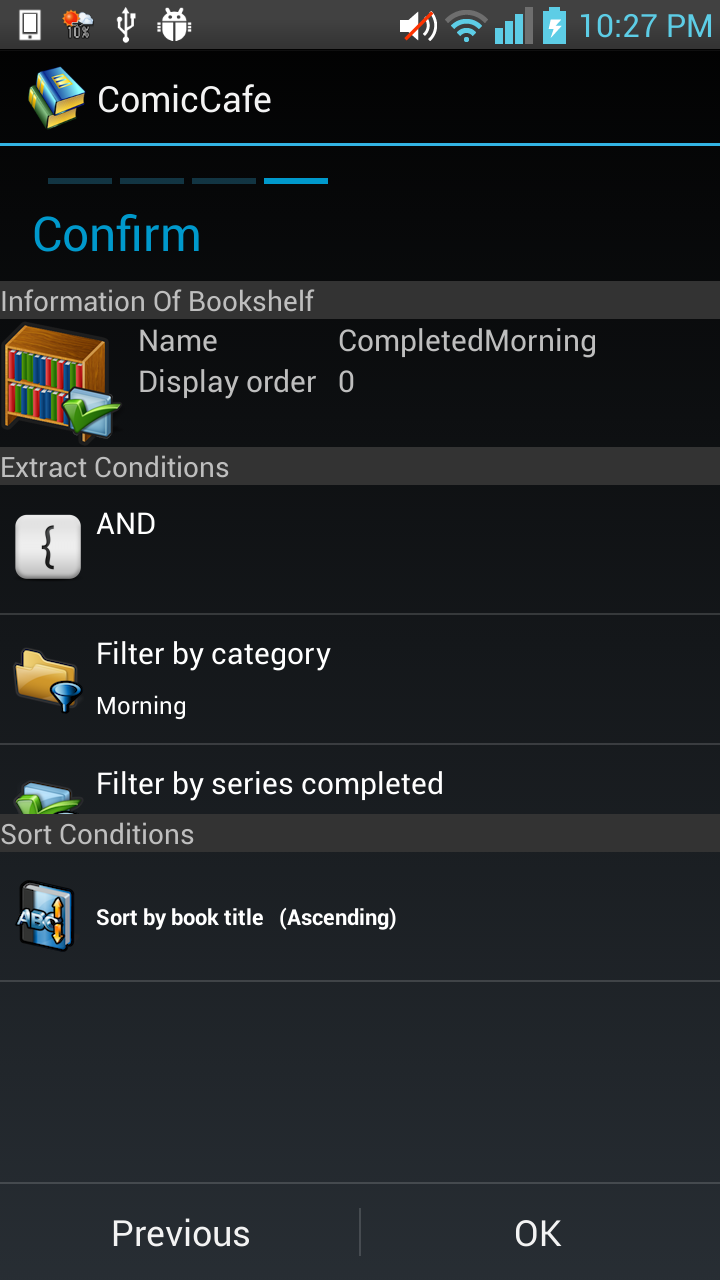 10%
10:27 PM
ComicCafe
Confirm
Information Of Bookshelf
Name CompletedMorning
Display order 0
Extract Conditions
{
AND
Filter by category
Morning
Filter by series completed
Sort Conditions
ABC
Sort by book title (Ascending)
Previous OK